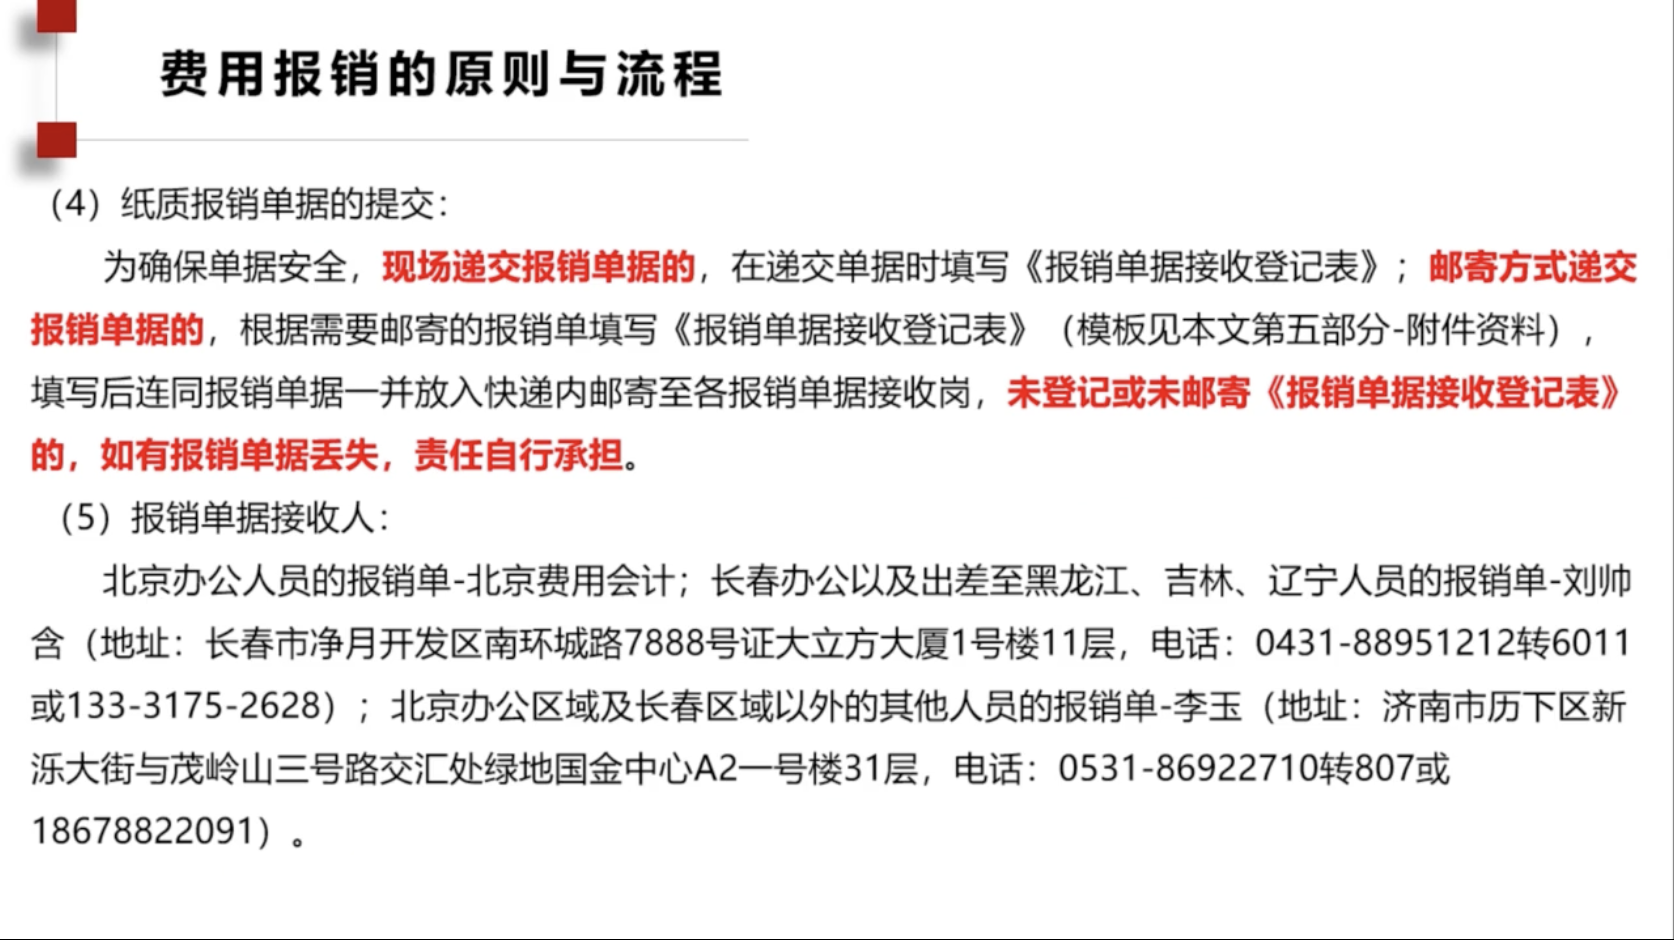 费用报销的原则与流程
（4）纸质报销单据的提交：
为确保单据安全，现场递交报销单据的，在递交单据时填写《报销单据接收登记表》；邮寄方式递交
报销单据的，根据需要邮寄的报销单填写《报销单据接收登记表》（模板见本文第五部分-附件资料），
填写后连同报销单据一并放入快递内邮寄至各报销单据接收岗，未登记或未邮寄《报销单据接收登记表》
的，如有报销单据丢失，责任自行承担。
（5）报销单据接收人：
北京办公人员的报销单-北京费用会计；长春办公以及出差至黑龙江、吉林、辽宁人员的报销单-刘帅
含（地址：长春市净月开发区南环城路7888号证大立方大厦1号楼11层，电话：0431-88951212转6011
或133-3175-2628）；北京办公区域及长春区域以外的其他人员的报销单-李玉（地址：济南市历下区新
泺大街与茂岭山三号路交汇处绿地国金中心A2一号楼31层，电话：0531-86922710转807或
18678822091）。